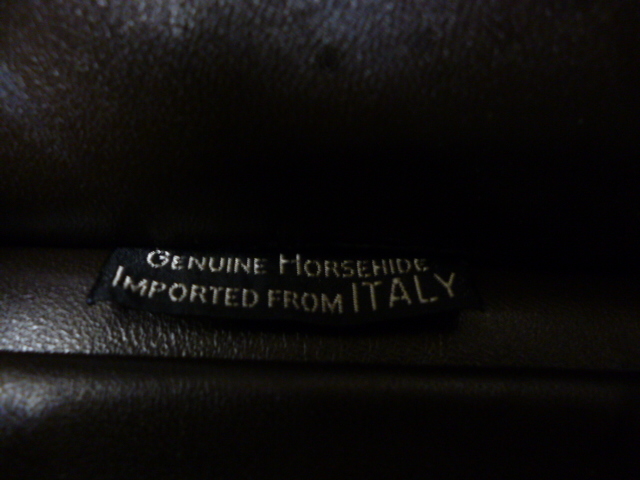 GENUINE HORSEHIDE
IMPORTED FROM ITALY